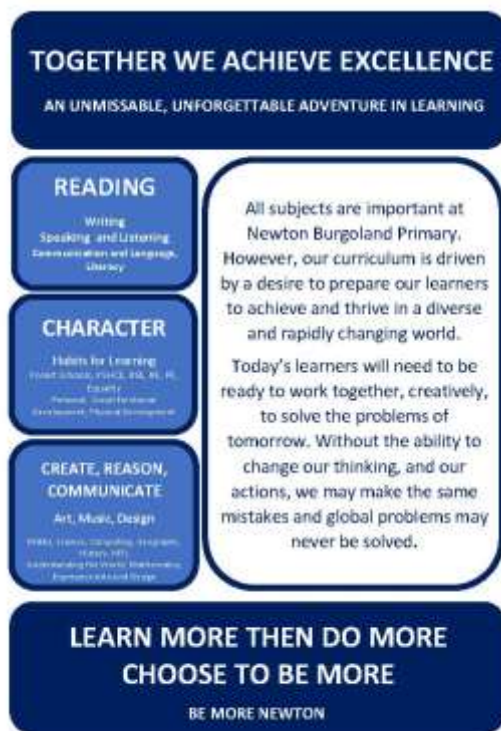 TOGETHER WE ACHIEVE EXCELLENCE
AN UNMISSABLE, UNFORGETTABLE ADVENTURE IN LEARNING
READING
Writing
Speaking and Listening
Communication and Language,
Literacy
CHARACTER
Habits for Learning
Equality
CREATE, REASON,
COMMUNICATE
Art, Music, Design
All subjects are important at
Newton Burgoland Primary.
However, our curriculum is driven
by a desire to prepare our learners
to achieve and thrive in a diverse
and rapidly changing world.
Today's learners will need to be
ready to work together, creatively,
to solve the problems of
tomorrow. Without the ability to
change our thinking, and our
actions, we may make the same
mistakes and global problems may
never be solved.
LEARN MORE THEN DO MORE
CHOOSE TO BE MORE
BE MORE NEWTON